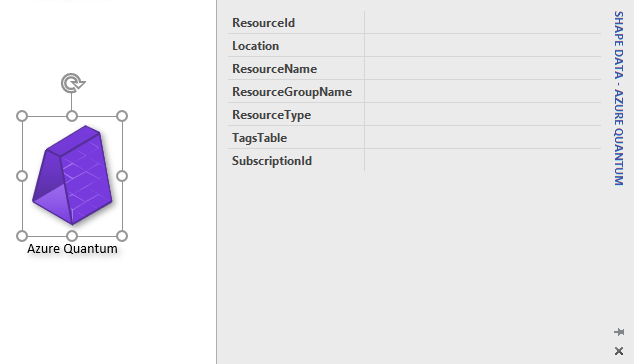 Azure Quantum
ResourceId
Location
ResourceName
ResourceGroupName
ResourceType
TagsTable
SubscriptionId
SHAPE DATA - AZURE QUANTUM